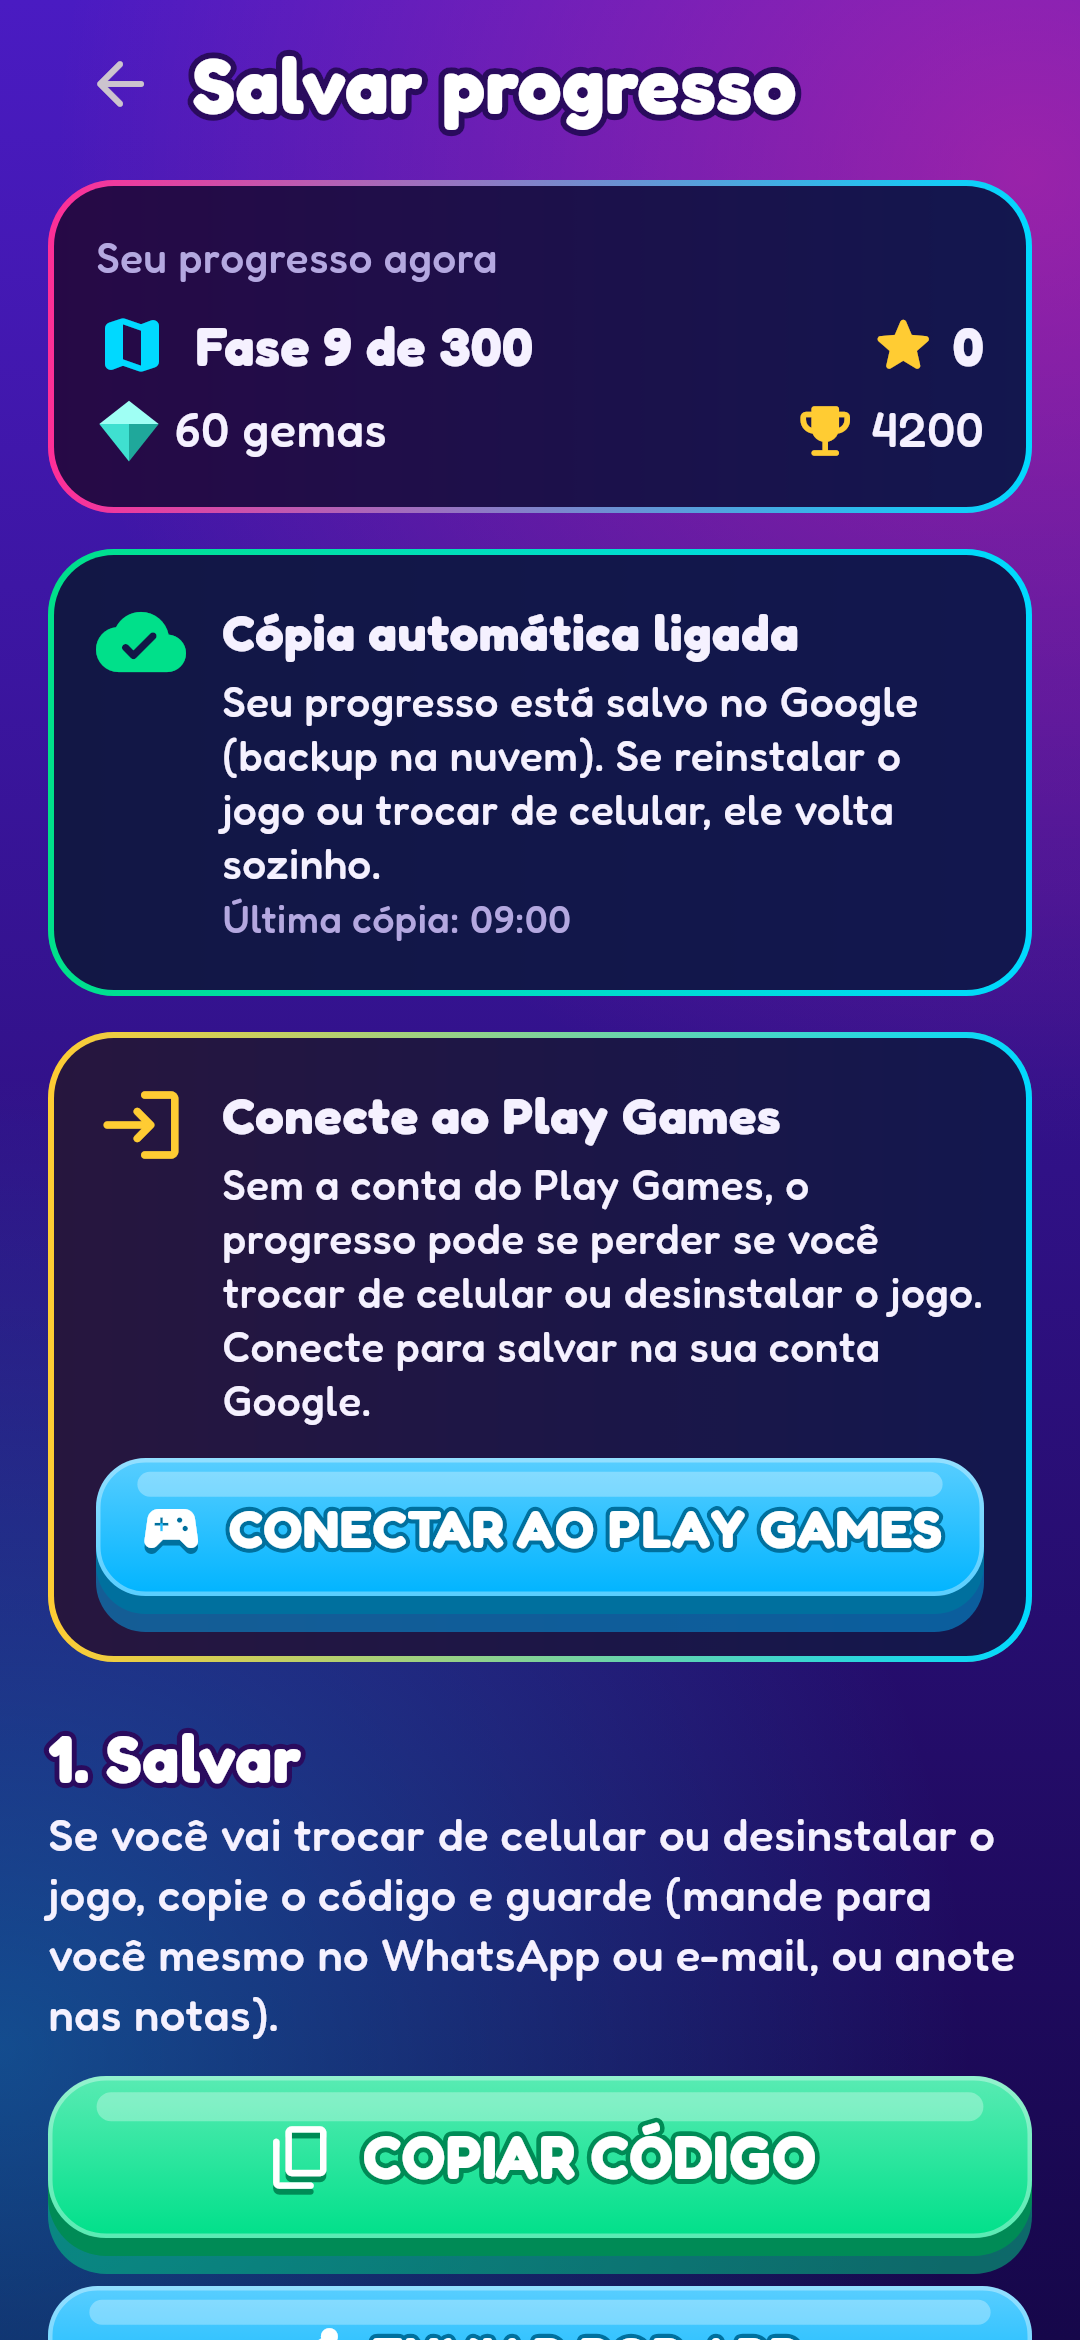 Salvar progresso
Seu progresso agora
Fase 9 de 300
0
60 gemas
4200
Cópia automática ligada
Seu progresso está salvo no Google
(backup na nuvem). Se reinstalar o
jogo ou trocar de celular, ele volta
sozinho.
Última cópia: 09:00
Conecte ao Play Games
Sem a conta do Play Games, o
progresso pode se perder se você
trocar de celular ou desinstalar o jogo.
Conecte para salvar na sua conta
Google.
CONECTAR AO PLAY GAMES
1. Salvar
Se você vai trocar de celular ou desinstalar o
jogo, copie o código e guarde (mande para
você mesmo no WhatsApp ou e-mail, ou anote
nas notas).
COPIAR CÓDIGO